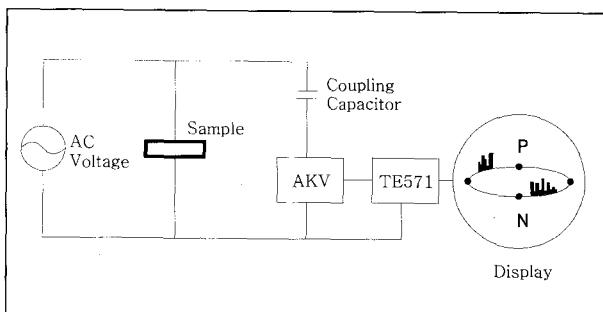 AC
Voltage
Sample
Coupling
Capacitor
AKV
TE571
P
N
Display